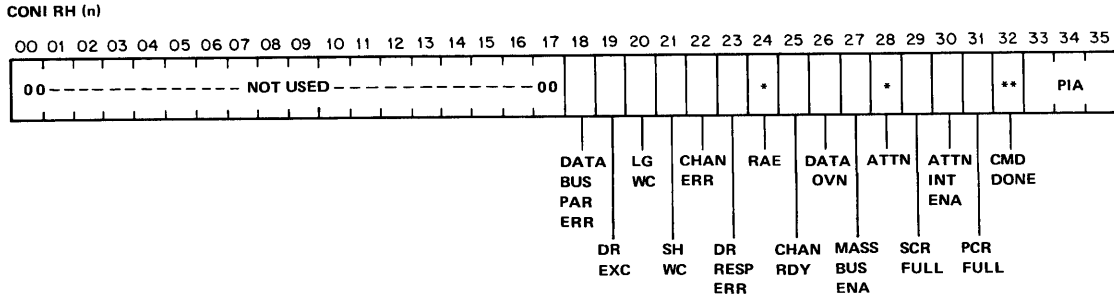 CONI RH (n)
00 01 02 03 04 05 06 07 08 09 10 11 12 13 14 15 16 17 18 19 20 21 22 23 24 25 26 27 28 29 30 31 32 33 34 35
00 NOT USED 00 * * ** PIA
DATA BUS PAR ERR
LG WC
CHAN ERR
RAE
DATA OVN
ATTN
ATTN INT ENA
CMD DONE
DR EXC
SH WC
DR RESP ERR
CHAN RDY
MASS BUS ENA
SCR FULL
PCR FULL